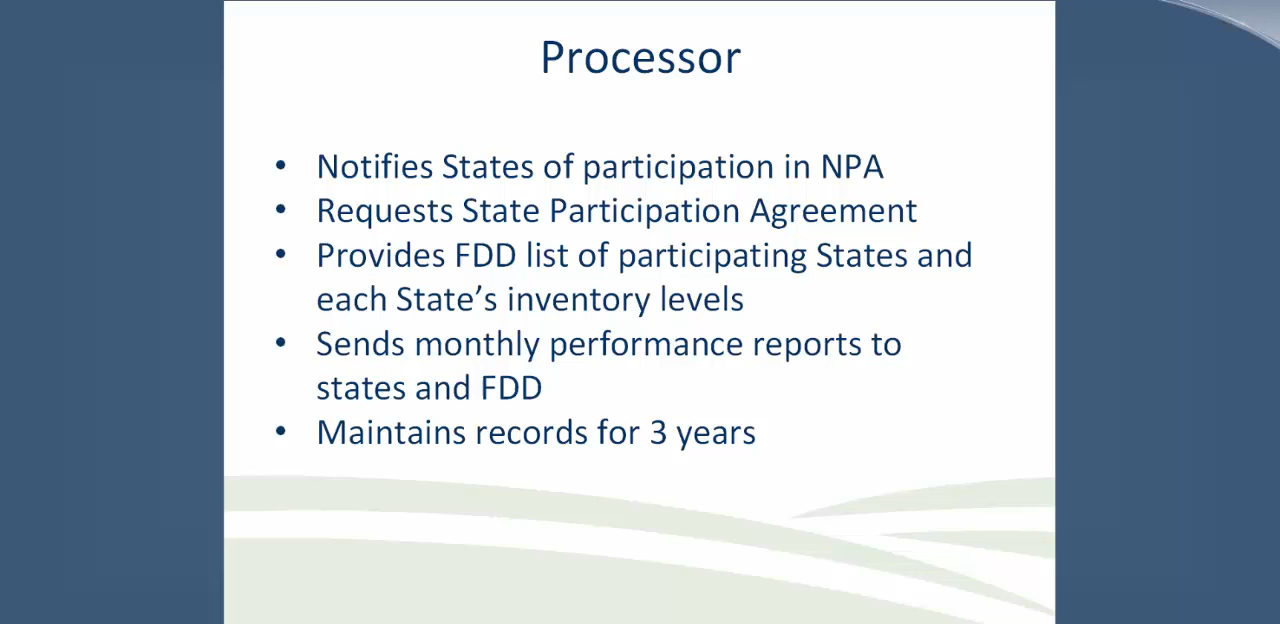 Processor
• Notifies States of participation in NPA
• Requests State Participation Agreement
• Provides FDD list of participating States and
each State’s inventory levels
• Sends monthly performance reports to
states and FDD
• Maintains records for 3 years